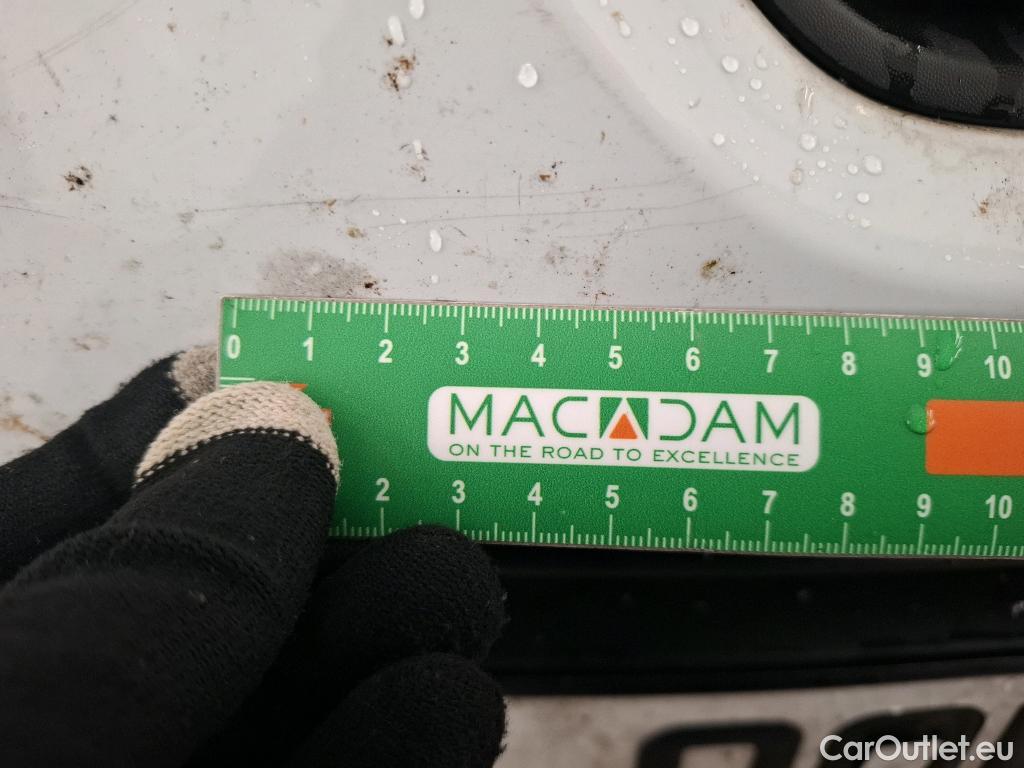 0 1 2 3 4 5 6 7 8 9 10
MACADAM
ON THE ROAD TO EXCELLENCE
2 3 4 5 6 7 8 9 10
CarOutlet.eu